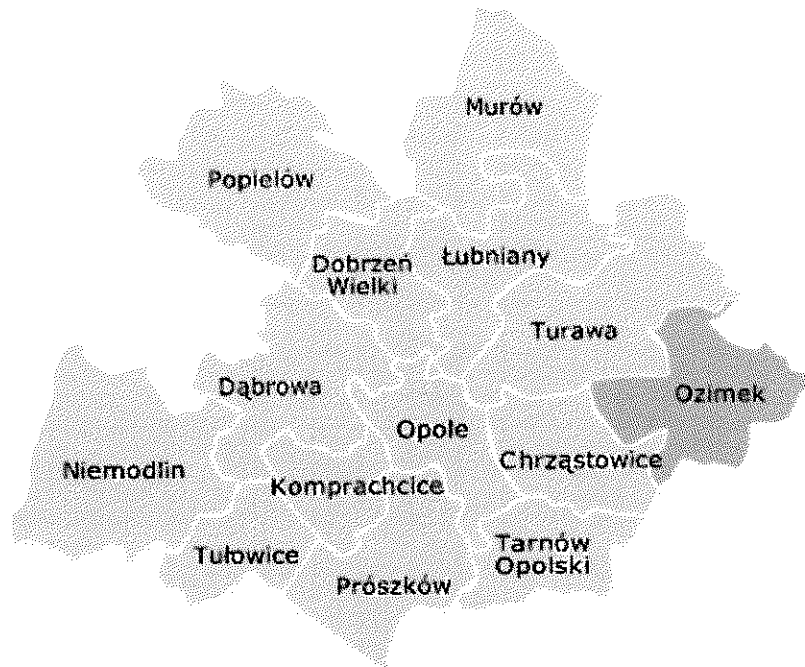 Murów
Popielów
Dobrzeń
Wielki
Łubniany
Turawa
Dąbrowa
Ozimek
Opole
Niemodlin
Komprachcice
Chrząstowice
Tułowice
Prószków
Tarnów
Opolski